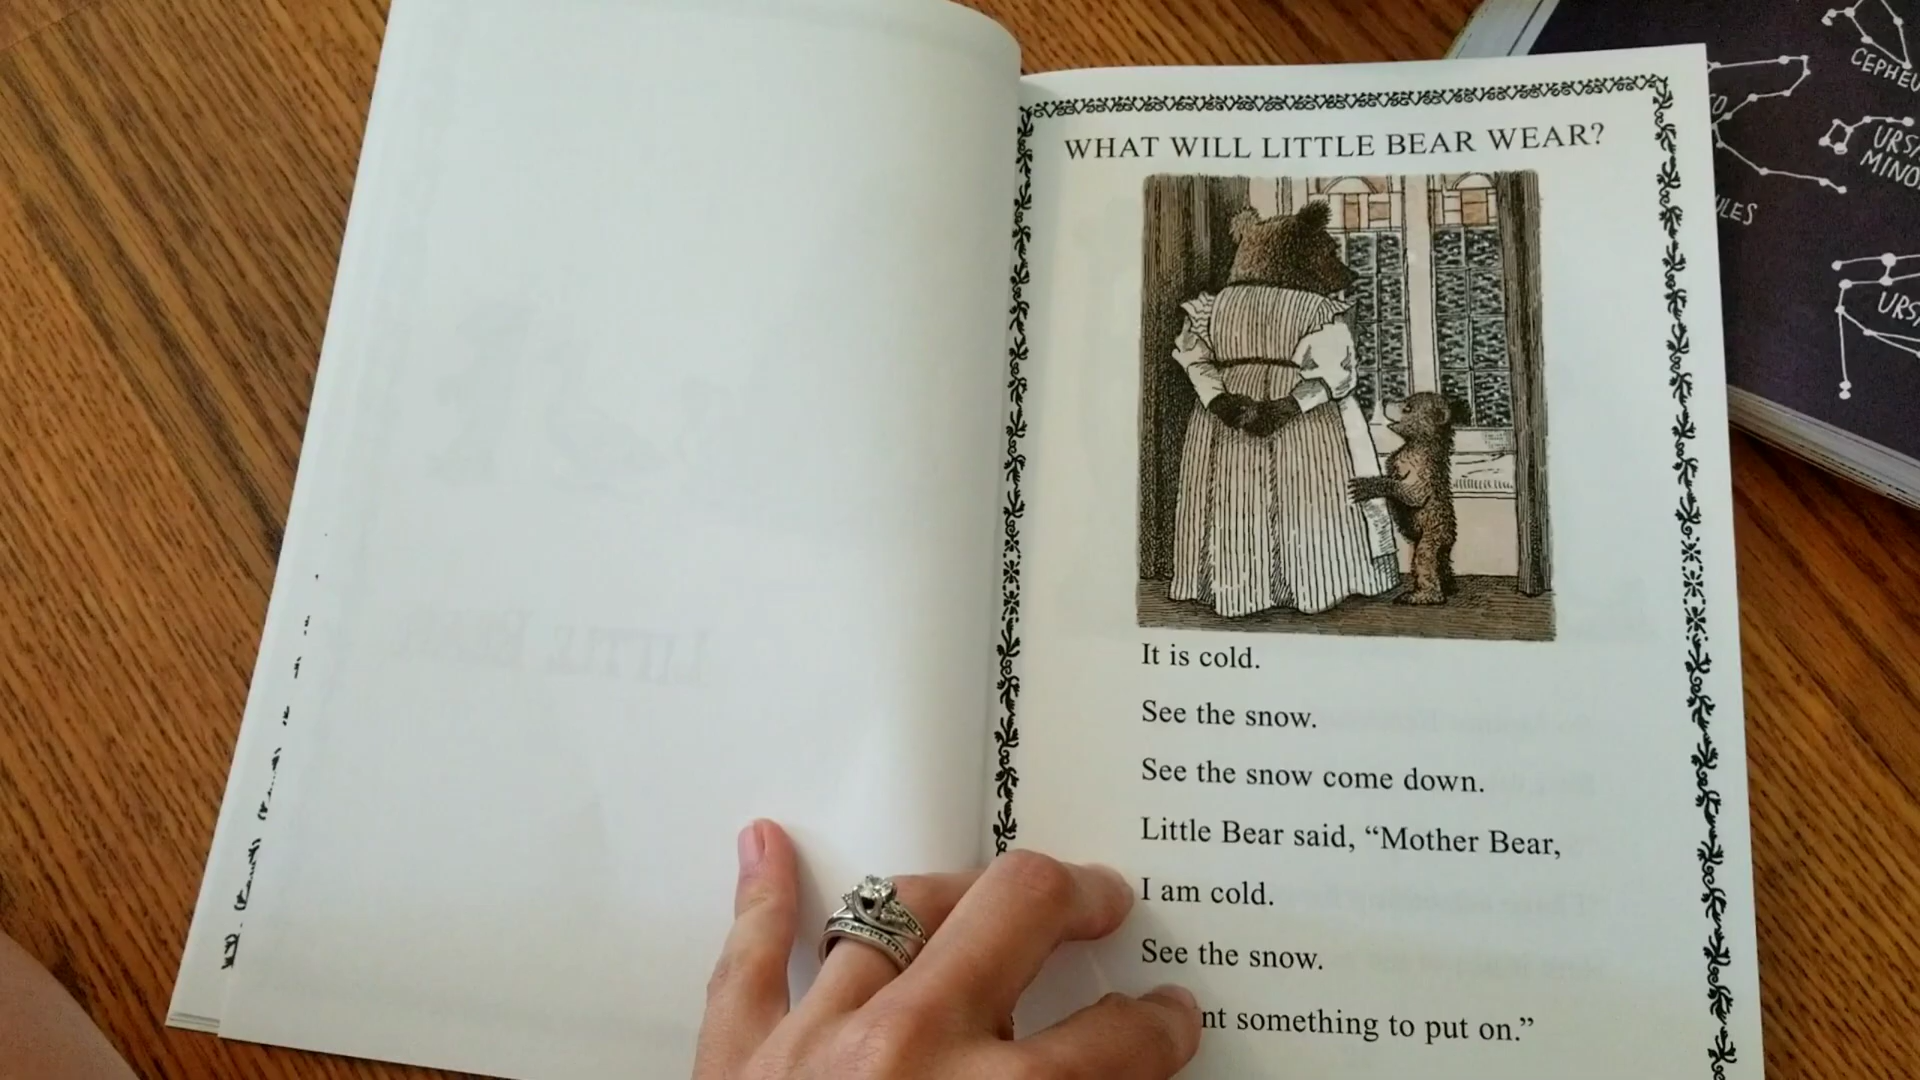 WHAT WILL LITTLE BEAR WEAR?
It is cold.
See the snow.
See the snow come down.
Little Bear said, “Mother Bear,
I am cold.
See the snow.
something to put on.”
CEPHEU
URSA
MINO
ULES
URS